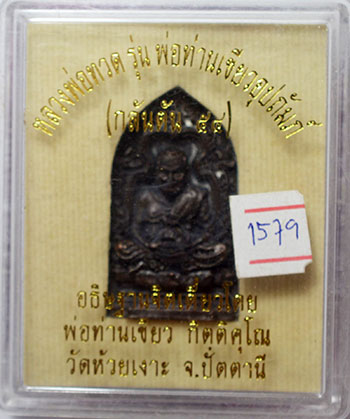 หลวงพ่อทวด รุ่น พ่อท่านเขียวอุปถัมภ์
(กลั่นต้น ๕๔)
1579
อธิษฐานจิตเดี่ยวโดย
พ่อท่านเขียว กิตติคุโณ
วัดห้วยเงาะ จ.ปัตตานี